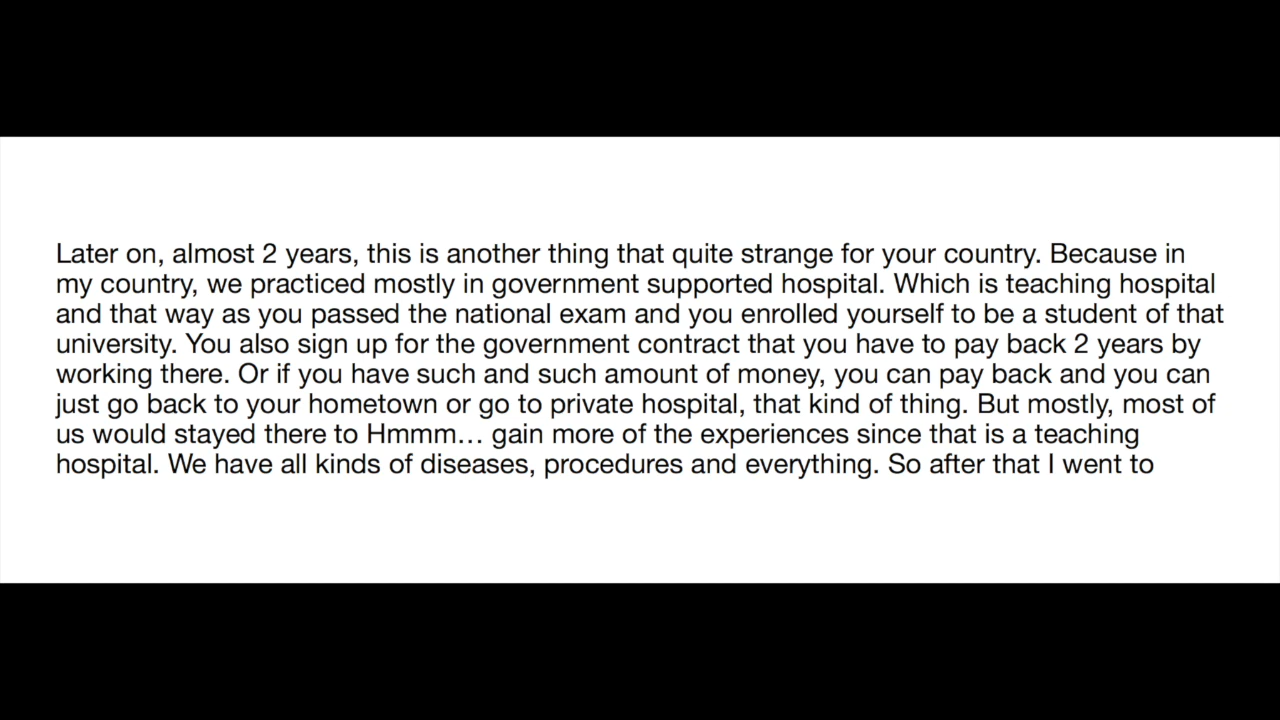 Later on, almost 2 years, this is another thing that quite strange for your country. Because in
my country, we practiced mostly in government supported hospital. Which is teaching hospital
and that way as you passed the national exam and you enrolled yourself to be a student of that
university. You also sign up for the government contract that you have to pay back 2 years by
working there. Or if you have such and such amount of money, you can pay back and you can
just go back to your hometown or go to private hospital, that kind of thing. But mostly, most of
us would stayed there to Hmmm… gain more of the experiences since that is a teaching
hospital. We have all kinds of diseases, procedures and everything. So after that I went to